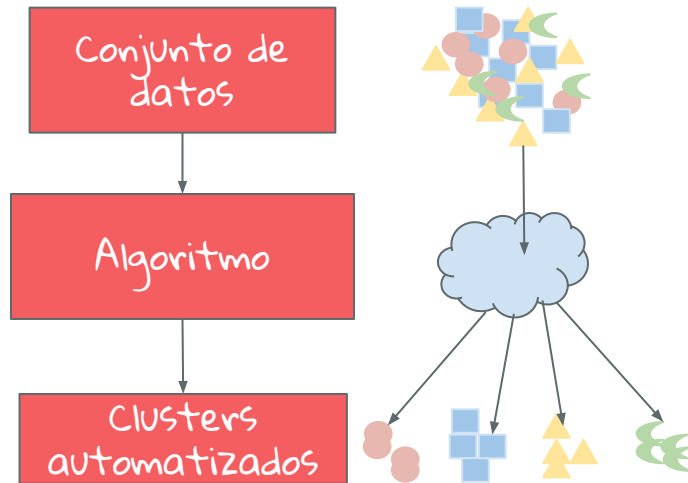 Conjunto de
datos
Algoritmo
Clusters
automatizados